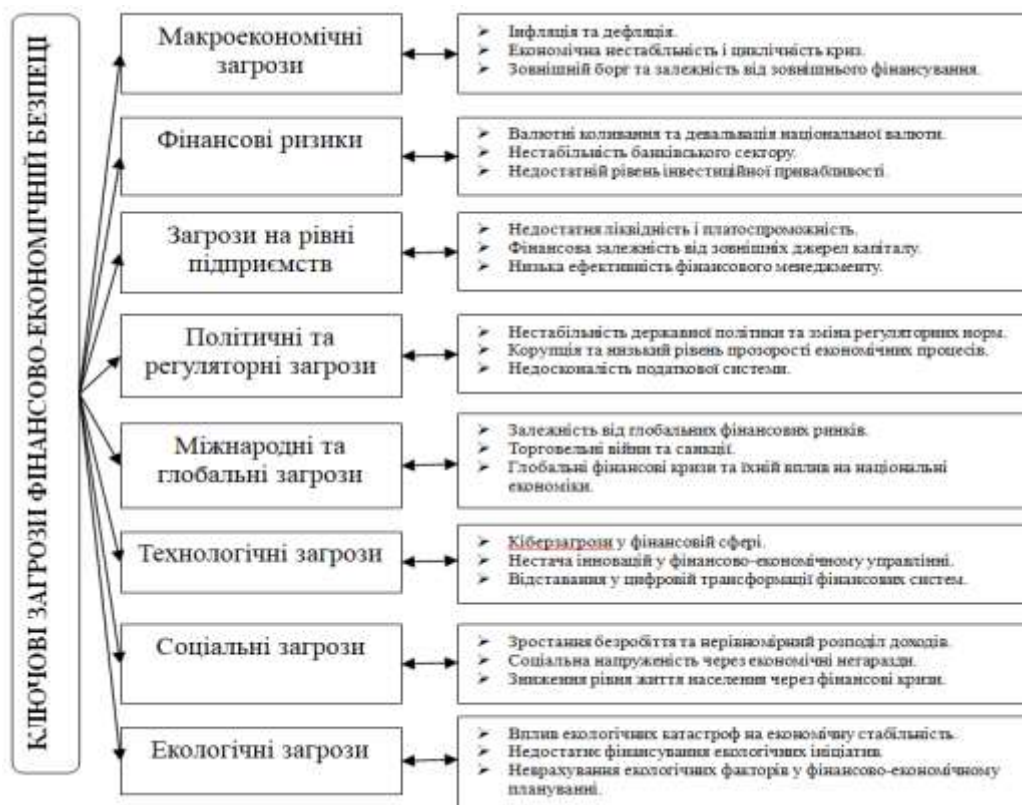 КЛЮЧОВІ ЗАГРОЗИ ФІНАНСОВО-ЕКОНОМІЧНІЙ БЕЗПЕЦІ
Макроекономічні
загрози
➢ Інфляція та дефляція.
➢ Економічна нестабільність і циклічність криз.
➢ Зовнішній борг та залежність від зовнішнього фінансування.
Фінансові ризики
➢ Валютні коливання та девальвація національної валюти.
➢ Нестабільність банківського сектору.
➢ Недостатній рівень інвестиційної привабливості.
Загрози на рівні
підприємств
➢ Недостатня ліквідність і платоспроможність.
➢ Фінансова залежність від зовнішніх джерел капіталу.
➢ Низька ефективність фінансового менеджменту.
Політичні та
регуляторні загрози
➢ Нестабільність державної політики та зміна регуляторних норм.
➢ Корупція та низький рівень прозорості економічних процесів.
➢ Недосконалість податкової системи.
Міжнародні та
глобальні загрози
➢ Залежність від глобальних фінансових ринків.
➢ Торговельні війни та санкції.
➢ Глобальні фінансові кризи та їхній вплив на національні
економіки.
Технологічні загрози
➢ Кіберзагрози у фінансовій сфері.
➢ Нестача інновацій у фінансово-економічному управлінні.
➢ Відставання у цифровій трансформації фінансових систем.
Соціальні загрози
➢ Зростання безробіття та нерівномірний розподіл доходів.
➢ Соціальна напруженість через економічні негаразди.
➢ Зниження рівня життя населення через фінансові кризи.
Екологічні загрози
➢ Вплив екологічних катастроф на економічну стабільність.
➢ Недостатнє фінансування екологічних ініціатив.
➢ Неврахування екологічних факторів у фінансово-економічному
плануванні.